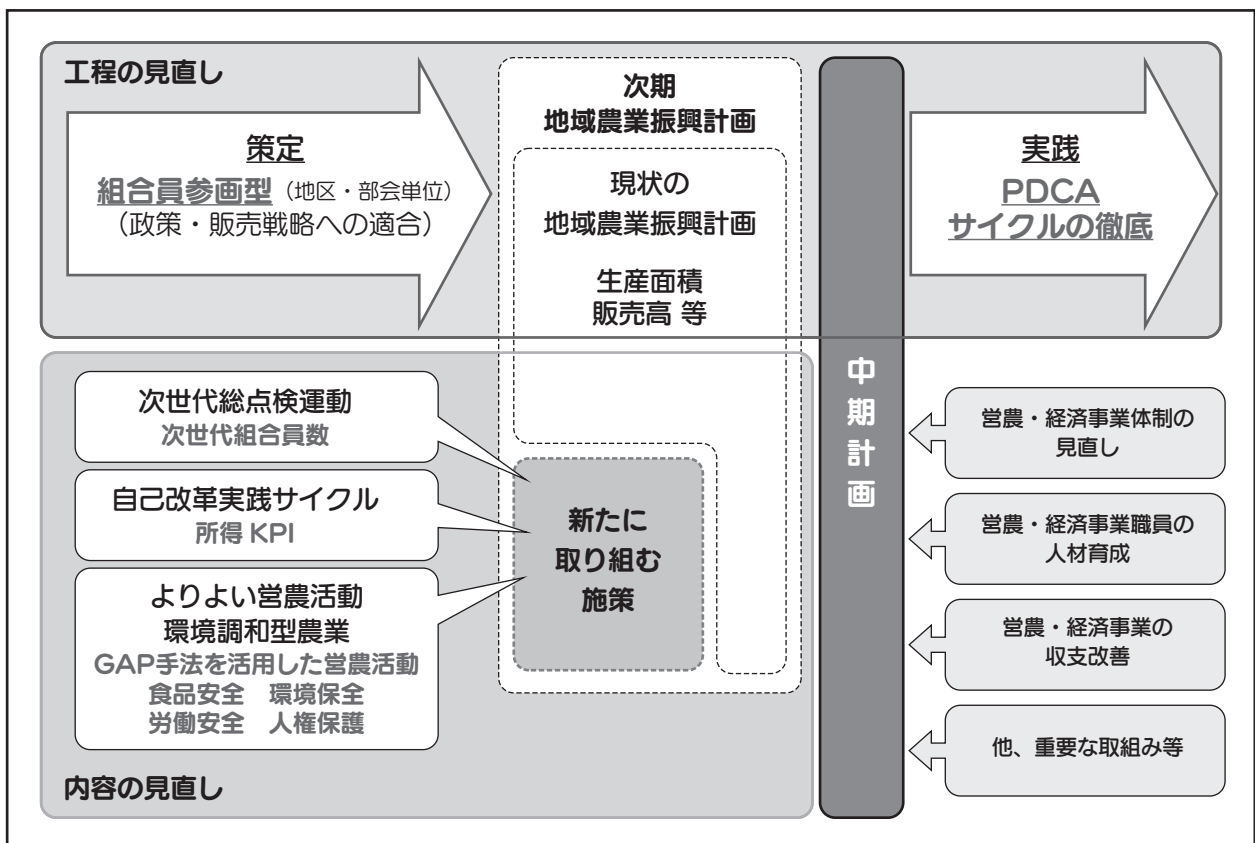 工程の見直し
策定
組合員参画型（地区・部会単位）
（政策・販売戦略への適合）
次期
地域農業振興計画
現状の
地域農業振興計画
生産面積
販売高 等
実践
PDCA
サイクルの徹底
中期計画
次世代総点検運動
次世代組合員数
自己改革実践サイクル
所得 KPI
よりよい営農活動
環境調和型農業
GAP手法を活用した営農活動
食品安全　環境保全
労働安全　人権保護
新たに
取り組む
施策
内容の見直し
営農・経済事業体制の
見直し
営農・経済事業職員の
人材育成
営農・経済事業の
収支改善
他、重要な取組み等